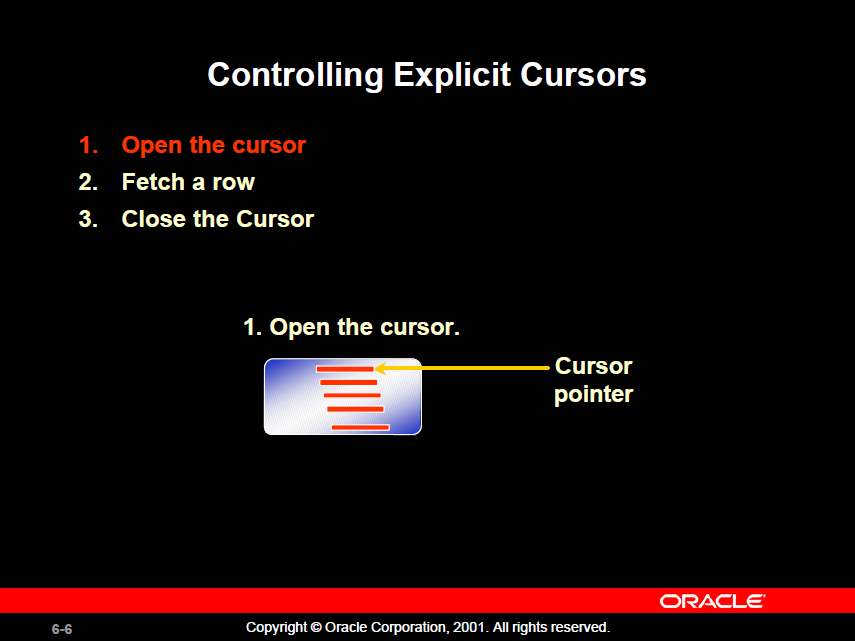 Controlling Explicit Cursors
1. Open the cursor
2. Fetch a row
3. Close the Cursor
1. Open the cursor.
Cursor
pointer
ORACLE®
6-6
Copyright © Oracle Corporation, 2001. All rights reserved.